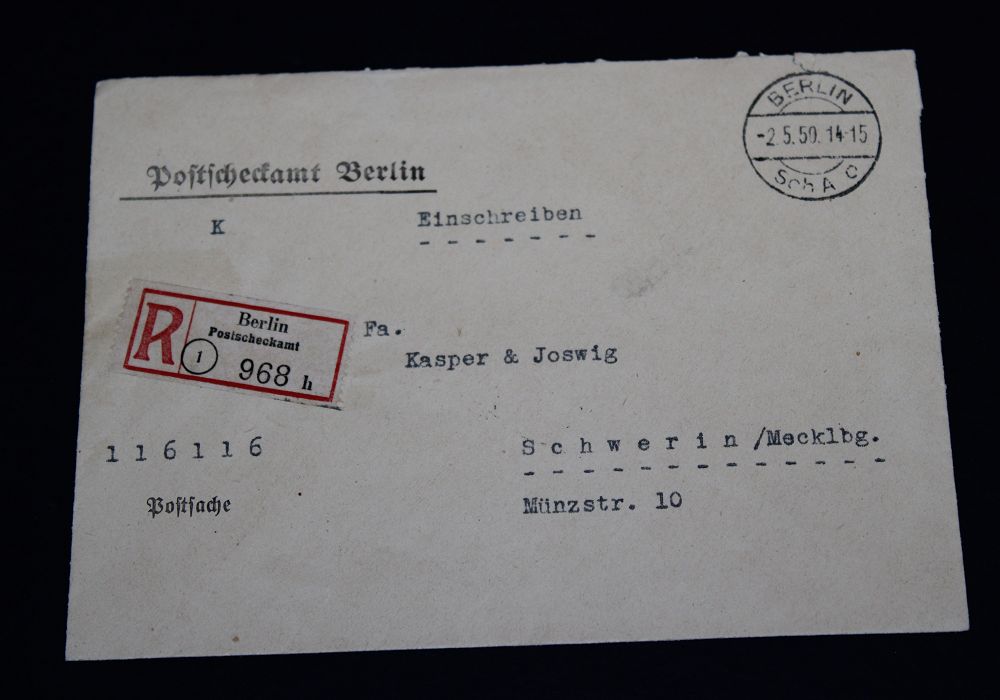 Postscheckamt Berlin
BERLIN
-2.5.50.14-15
Sch A c
K
Einschreiben
R
Berlin
Postscheckamt
1
968 h
Fa.
Kasper & Joswig
116116
Schwerin/Mecklbg.
Postsache
Münzstr. 10